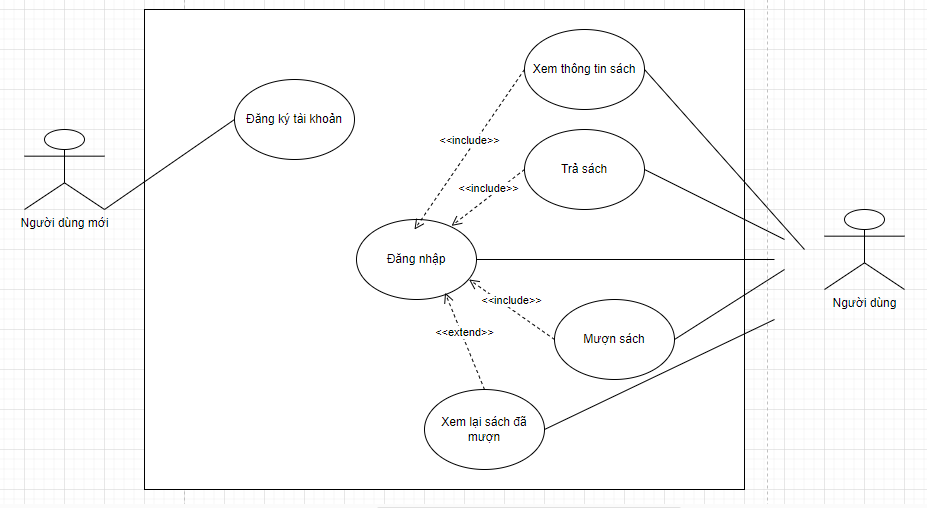 Xem thông tin sách
Đăng ký tài khoản
<<include>>
Trả sách
<<include>>
Người dùng mới
Đăng nhập
<<include>>
Người dùng
<<extend>>
Mượn sách
Xem lại sách đã
mượn